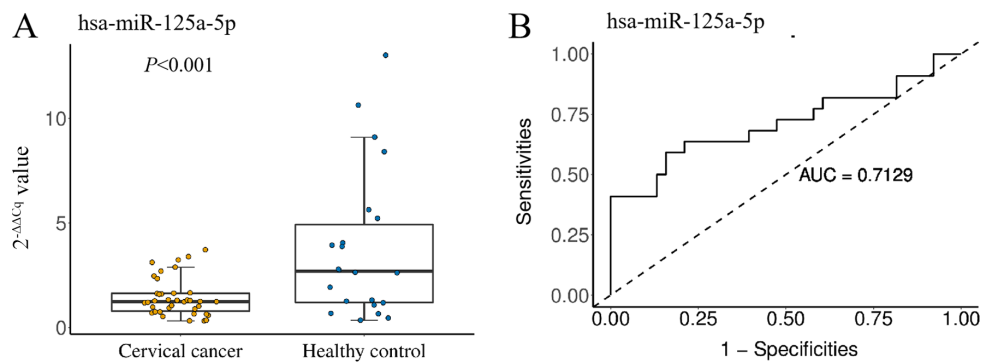 A
hsa-miR-125a-5p
P<0.001
10
5
0
2^-ΔΔCq value
Cervical cancer
Healthy control
B
hsa-miR-125a-5p
1.00
0.75
0.50
0.25
0.00
Sensitivities
AUC = 0.7129
0.00 0.25 0.50 0.75 1.00
1 − Specificities